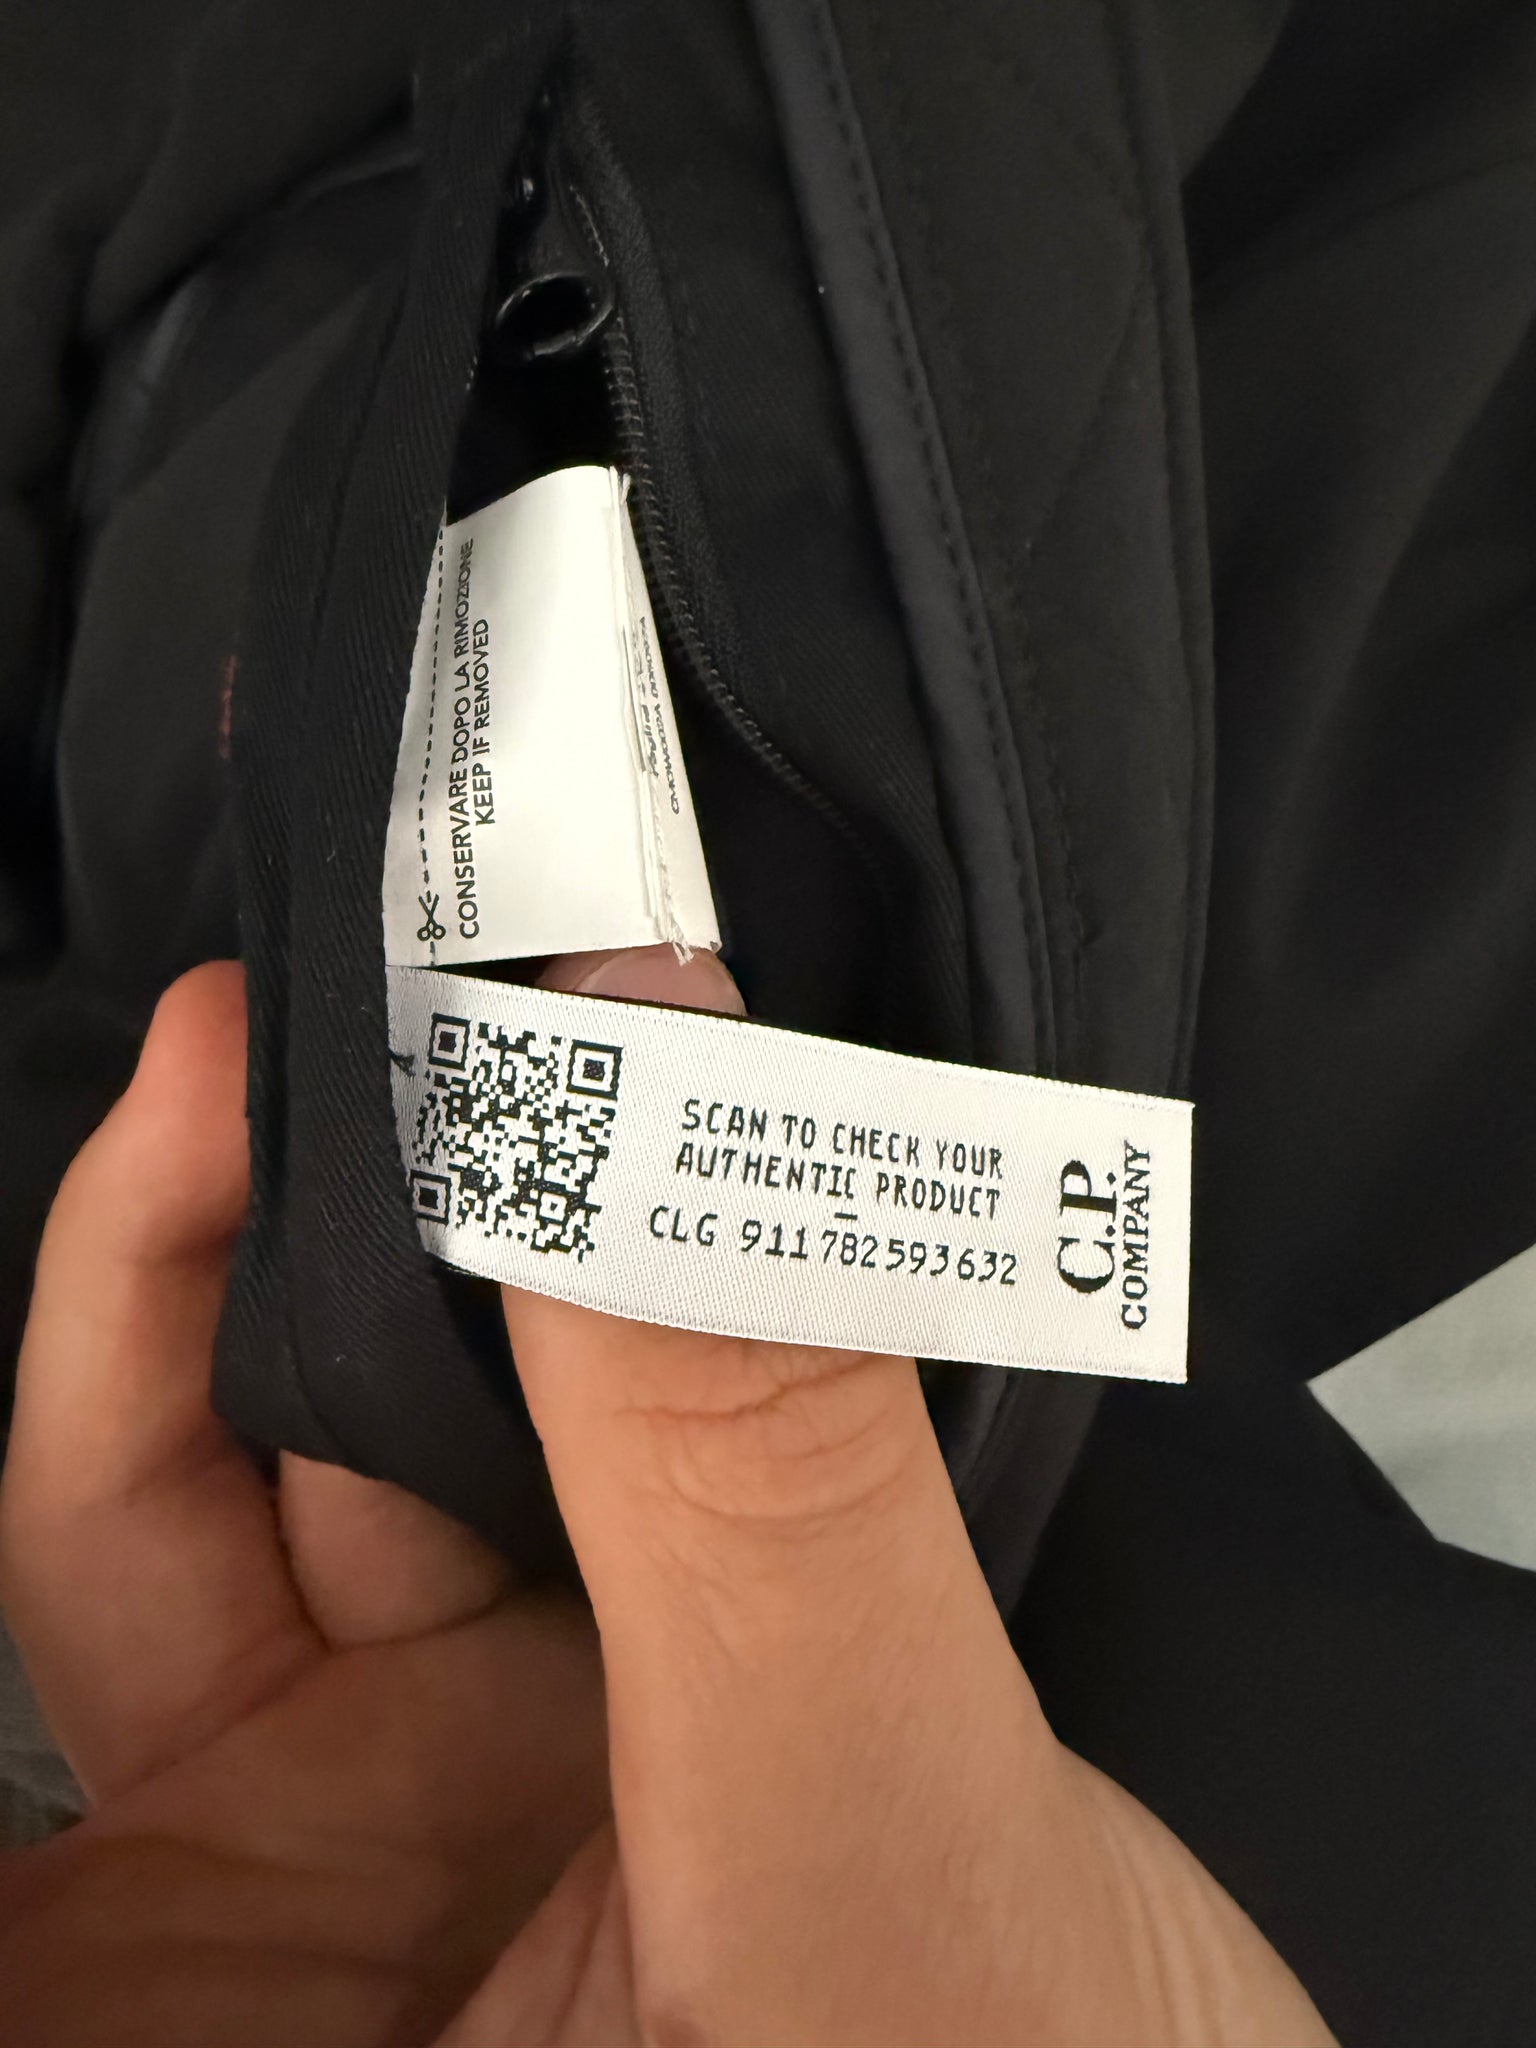 CONSERVARE DOPO LA RIMOZIONE
KEEP IF REMOVED
SCAN TO CHECK YOUR
AUTHENTIC PRODUCT
CLG 911782593632
C.P.
COMPANY